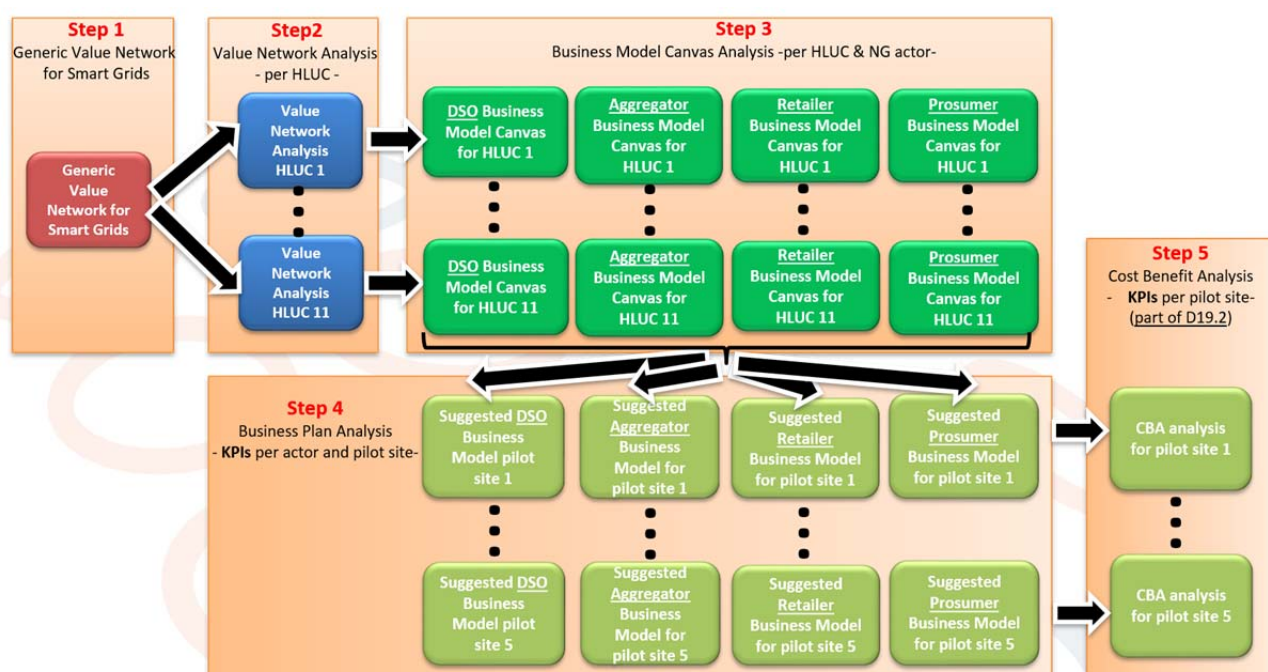 Step 1
Generic Value Network
for Smart Grids
Generic
Value
Network for
Smart Grids
Step2
Value Network Analysis
- per HLUC -
Value
Network
Analysis
HLUC 1
Value
Network
Analysis
HLUC 11
Step 3
Business Model Canvas Analysis -per HLUC & NG actor-
DSO Business
Model Canvas
for HLUC 1
Aggregator
Business Model
Canvas for
HLUC 1
Retailer
Business Model
Canvas for
HLUC 1
Prosumer
Business Model
Canvas for
HLUC 1
DSO Business
Model Canvas
for HLUC 11
Aggregator
Business Model
Canvas for
HLUC 11
Retailer
Business Model
Canvas for
HLUC 11
Prosumer
Business Model
Canvas for
HLUC 11
Step 4
Business Plan Analysis
- KPIs per actor and pilot site-
Suggested DSO
Business
Model pilot
site 1
Suggested
Aggregator
Business
Model for
pilot site 1
Suggested
Retailer
Business Model
for pilot site 1
Suggested
Prosumer
Business Model
for pilot site 1
Suggested DSO
Business
Model pilot
site 5
Suggested
Aggregator
Business
Model for
pilot site 5
Suggested
Retailer
Business Model
for pilot site 5
Suggested
Prosumer
Business Model
for pilot site 5
Step 5
Cost Benefit Analysis
- KPIs per pilot site-
(part of D19.2)
CBA analysis
for pilot site 1
CBA analysis
for pilot site 5